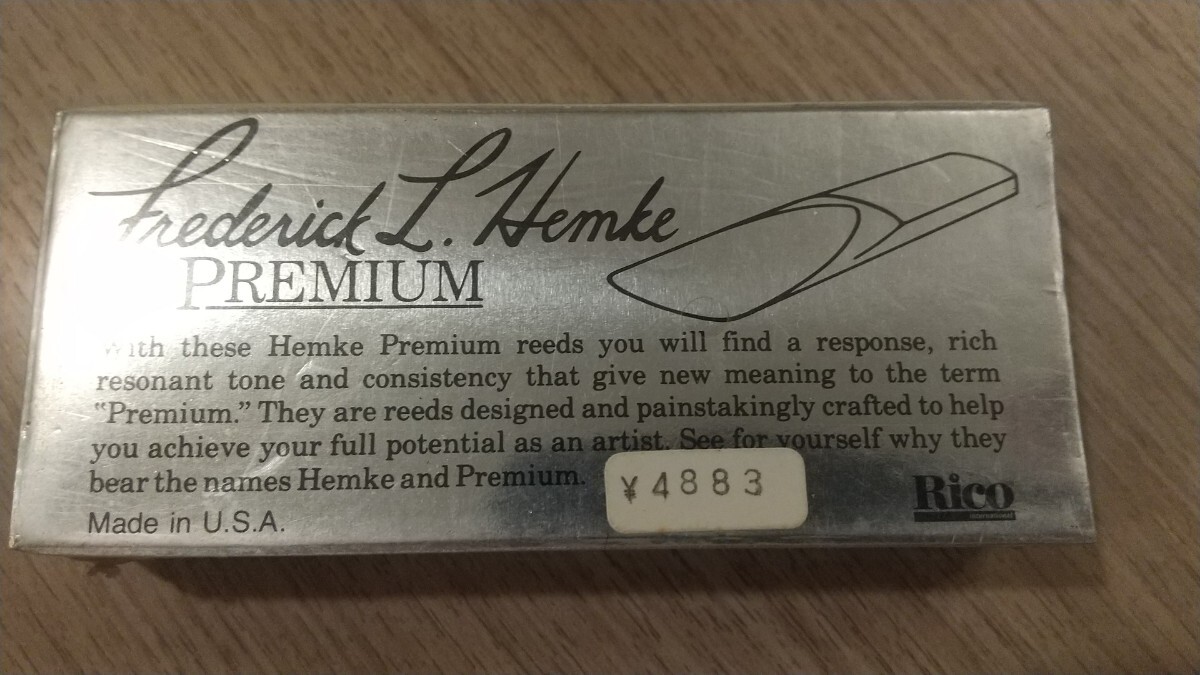 Frederick L. Hemke
PREMIUM
With these Hemke Premium reeds you will find a response, rich
resonant tone and consistency that give new meaning to the term
“Premium.” They are reeds designed and painstakingly crafted to help
you achieve your full potential as an artist. See for yourself why they
bear the names Hemke and Premium.
¥4883
Rico
international
Made in U.S.A.